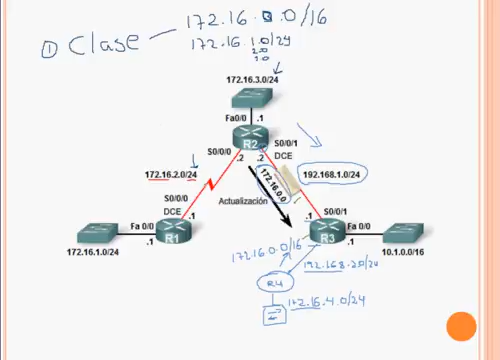 ① Clase — 172.16.0.0/16
172.16.1.0/24
2.0
3.0
172.16.3.0/24
Fa0/0 .1
R2
S0/0/0 .2
.2 S0/0/1
DCE
172.16.2.0/24
172.16.0.0
192.168.1.0/24
Actualización
S0/0/0
DCE
.1
S0/0/1
.1
Fa 0/0
.1
R1
R3
Fa 0/0
.1
172.16.1.0/24
10.1.0.0/16
172.16.0.0/16
192.168.2.0/24
R4
172.16.4.0/24